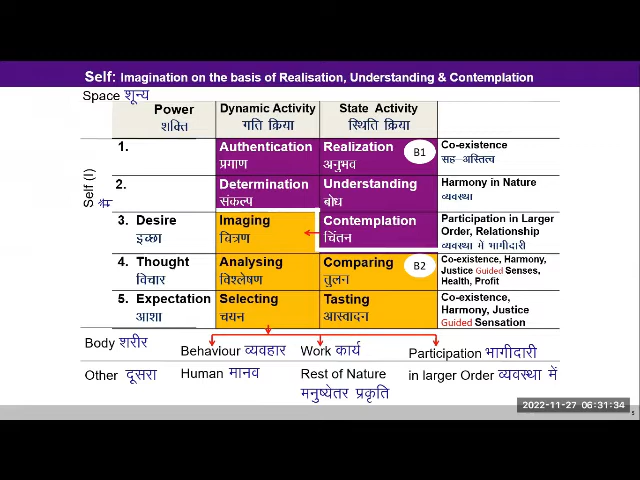 Self: Imagination on the basis of Realisation, Understanding & Contemplation
Space शून्य
Power
शक्ति
Dynamic Activity
गति क्रिया
State Activity
स्थिति क्रिया
Self (I)
मैं
1.
Authentication
प्रमाण
Realization
अनुभव
B1
Co-existence
सह-अस्तित्व
2.
Determination
संकल्प
Understanding
बोध
Harmony in Nature
व्यवस्था
3. Desire
इच्छा
Imaging
चित्रण
Contemplation
चिंतन
Participation in Larger
Order, Relationship
व्यवस्था में भागीदारी
4. Thought
विचार
Analysing
विश्लेषण
Comparing
तुलन
B2
Co-existence, Harmony,
Justice Guided Senses,
Health, Profit
5. Expectation
आशा
Selecting
चयन
Tasting
आस्वादन
Co-existence,
Harmony, Justice
Guided Sensation
Body शरीर
Behaviour व्यवहार
Work कार्य
Participation भागीदारी
Other दूसरा
Human मानव
Rest of Nature
मनुष्येतर प्रकृति
in larger Order व्यवस्था में
2022-11-27 06:31:34
5